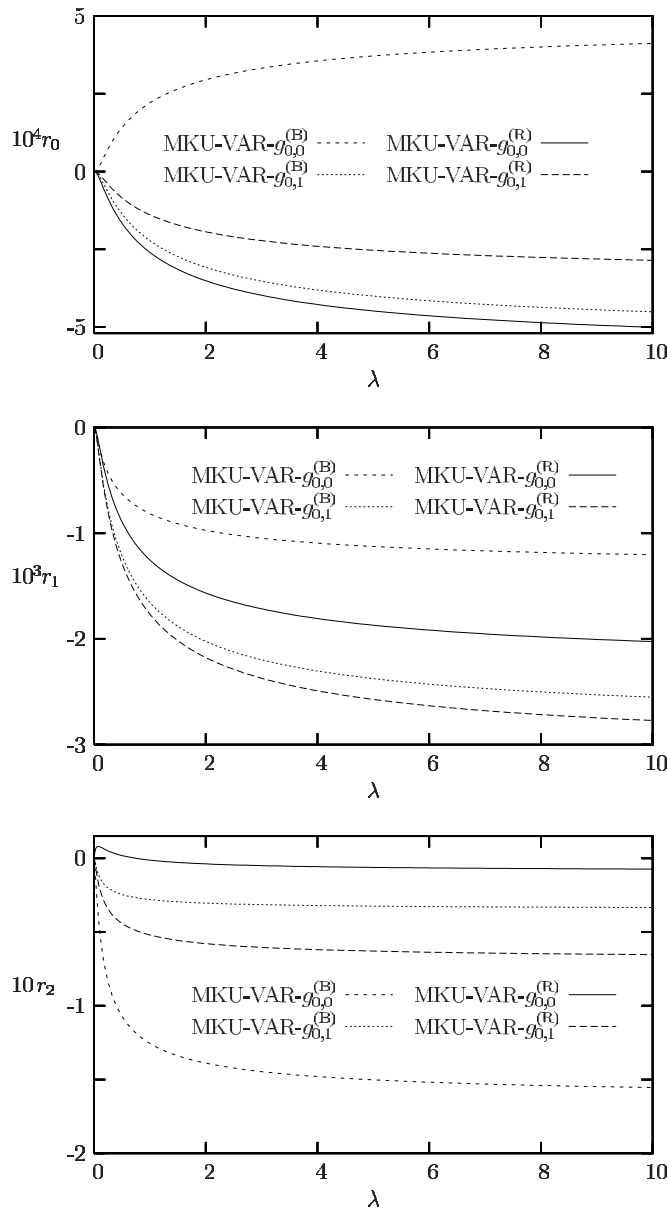 5
10⁴r₀
MKU-VAR-g₀,₀⁽ᴮ⁾ MKU-VAR-g₀,₀⁽ᴿ⁾
MKU-VAR-g₀,₁⁽ᴮ⁾ MKU-VAR-g₀,₁⁽ᴿ⁾
0
-5
0 2 4 6 8 10
λ
0
MKU-VAR-g₀,₀⁽ᴮ⁾ MKU-VAR-g₀,₀⁽ᴿ⁾
MKU-VAR-g₀,₁⁽ᴮ⁾ MKU-VAR-g₀,₁⁽ᴿ⁾
-1
10³r₁
-2
-3
0 2 4 6 8 10
λ
0
10r₂
-1
MKU-VAR-g₀,₀⁽ᴮ⁾ MKU-VAR-g₀,₀⁽ᴿ⁾
MKU-VAR-g₀,₁⁽ᴮ⁾ MKU-VAR-g₀,₁⁽ᴿ⁾
-2
0 2 4 6 8 10
λ